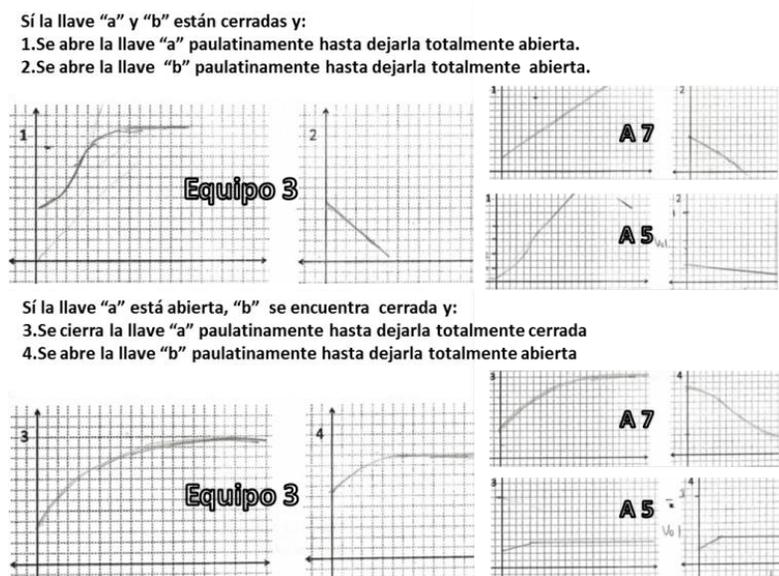 Sí la llave “a” y “b” están cerradas y:
1.Se abre la llave “a” paulatinamente hasta dejarla totalmente abierta.
2.Se abre la llave “b” paulatinamente hasta dejarla totalmente abierta.
1
2
Equipo 3
1
2
A 7
1
2
A 5
Vol
Sí la llave “a” está abierta, “b” se encuentra cerrada y:
3.Se cierra la llave “a” paulatinamente hasta dejarla totalmente cerrada
4.Se abre la llave “b” paulatinamente hasta dejarla totalmente abierta
3
4
Equipo 3
3
4
A 7
3
4
A 5
Vol